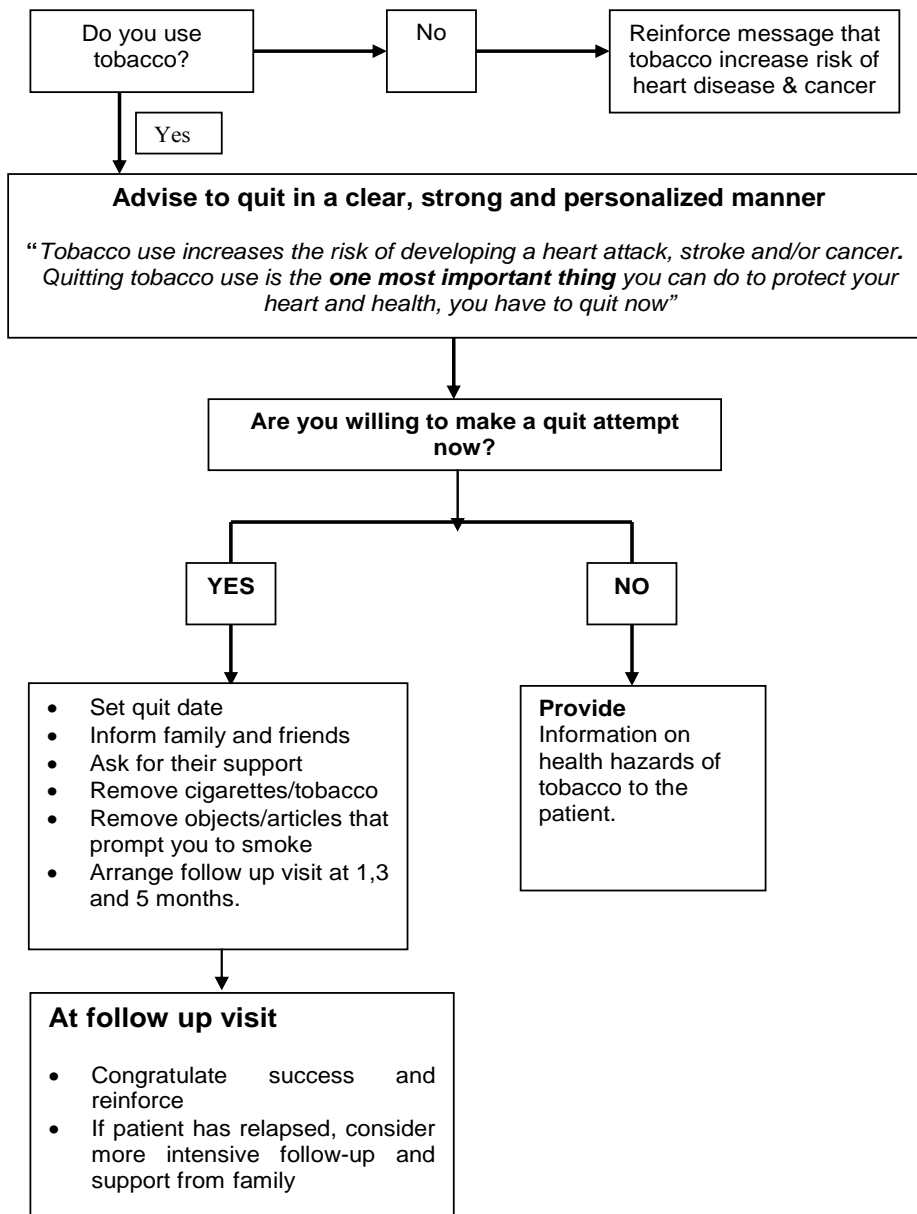 Do you use
tobacco?
No
Reinforce message that
tobacco increase risk of
heart disease & cancer
Yes
Advise to quit in a clear, strong and personalized manner
“Tobacco use increases the risk of developing a heart attack, stroke and/or cancer.
Quitting tobacco use is the one most important thing you can do to protect your
heart and health, you have to quit now”
Are you willing to make a quit attempt
now?
YES
NO
• Set quit date
• Inform family and friends
• Ask for their support
• Remove cigarettes/tobacco
• Remove objects/articles that
prompt you to smoke
• Arrange follow up visit at 1,3
and 5 months.
Provide
Information on
health hazards of
tobacco to the
patient.
At follow up visit
• Congratulate success and
reinforce
• If patient has relapsed, consider
more intensive follow-up and
support from family